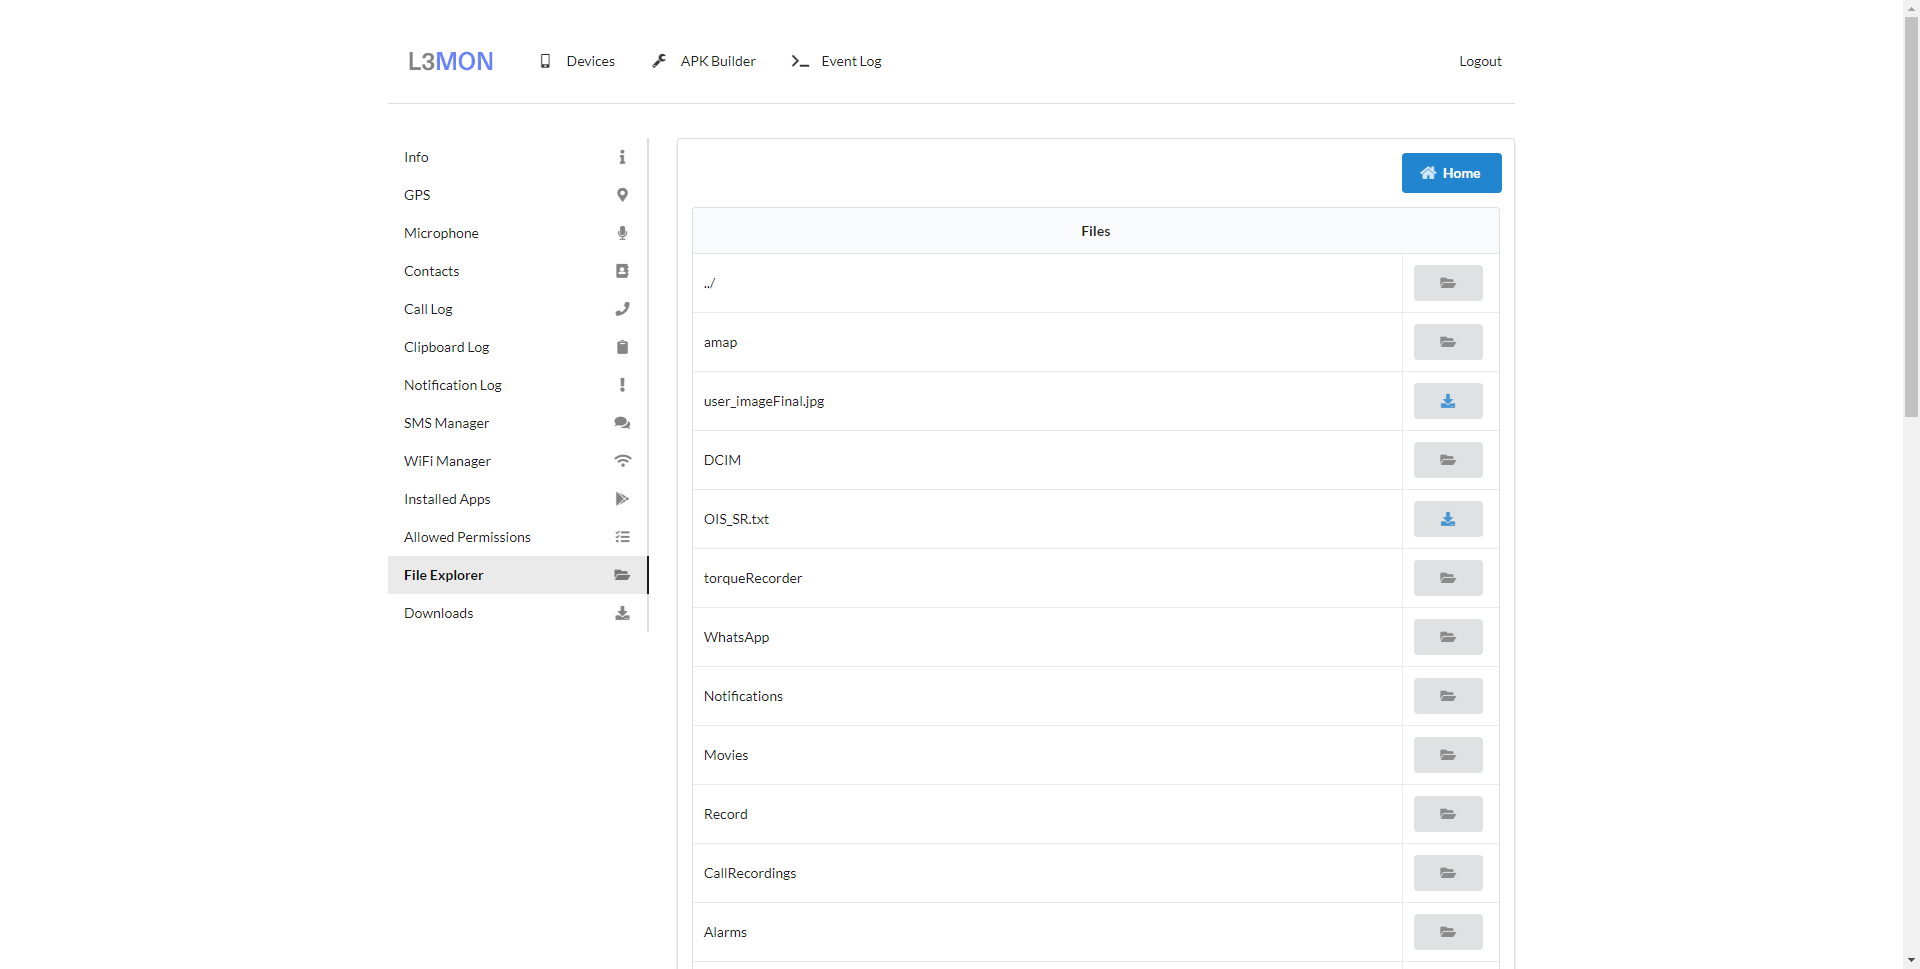 L3MON
Devices
APK Builder
Event Log
Logout
Info
GPS
Microphone
Contacts
Call Log
Clipboard Log
Notification Log
SMS Manager
WiFi Manager
Installed Apps
Allowed Permissions
File Explorer
Downloads
Home
Files
../
amap
user_imageFinal.jpg
DCIM
OIS_SR.txt
torqueRecorder
WhatsApp
Notifications
Movies
Record
CallRecordings
Alarms